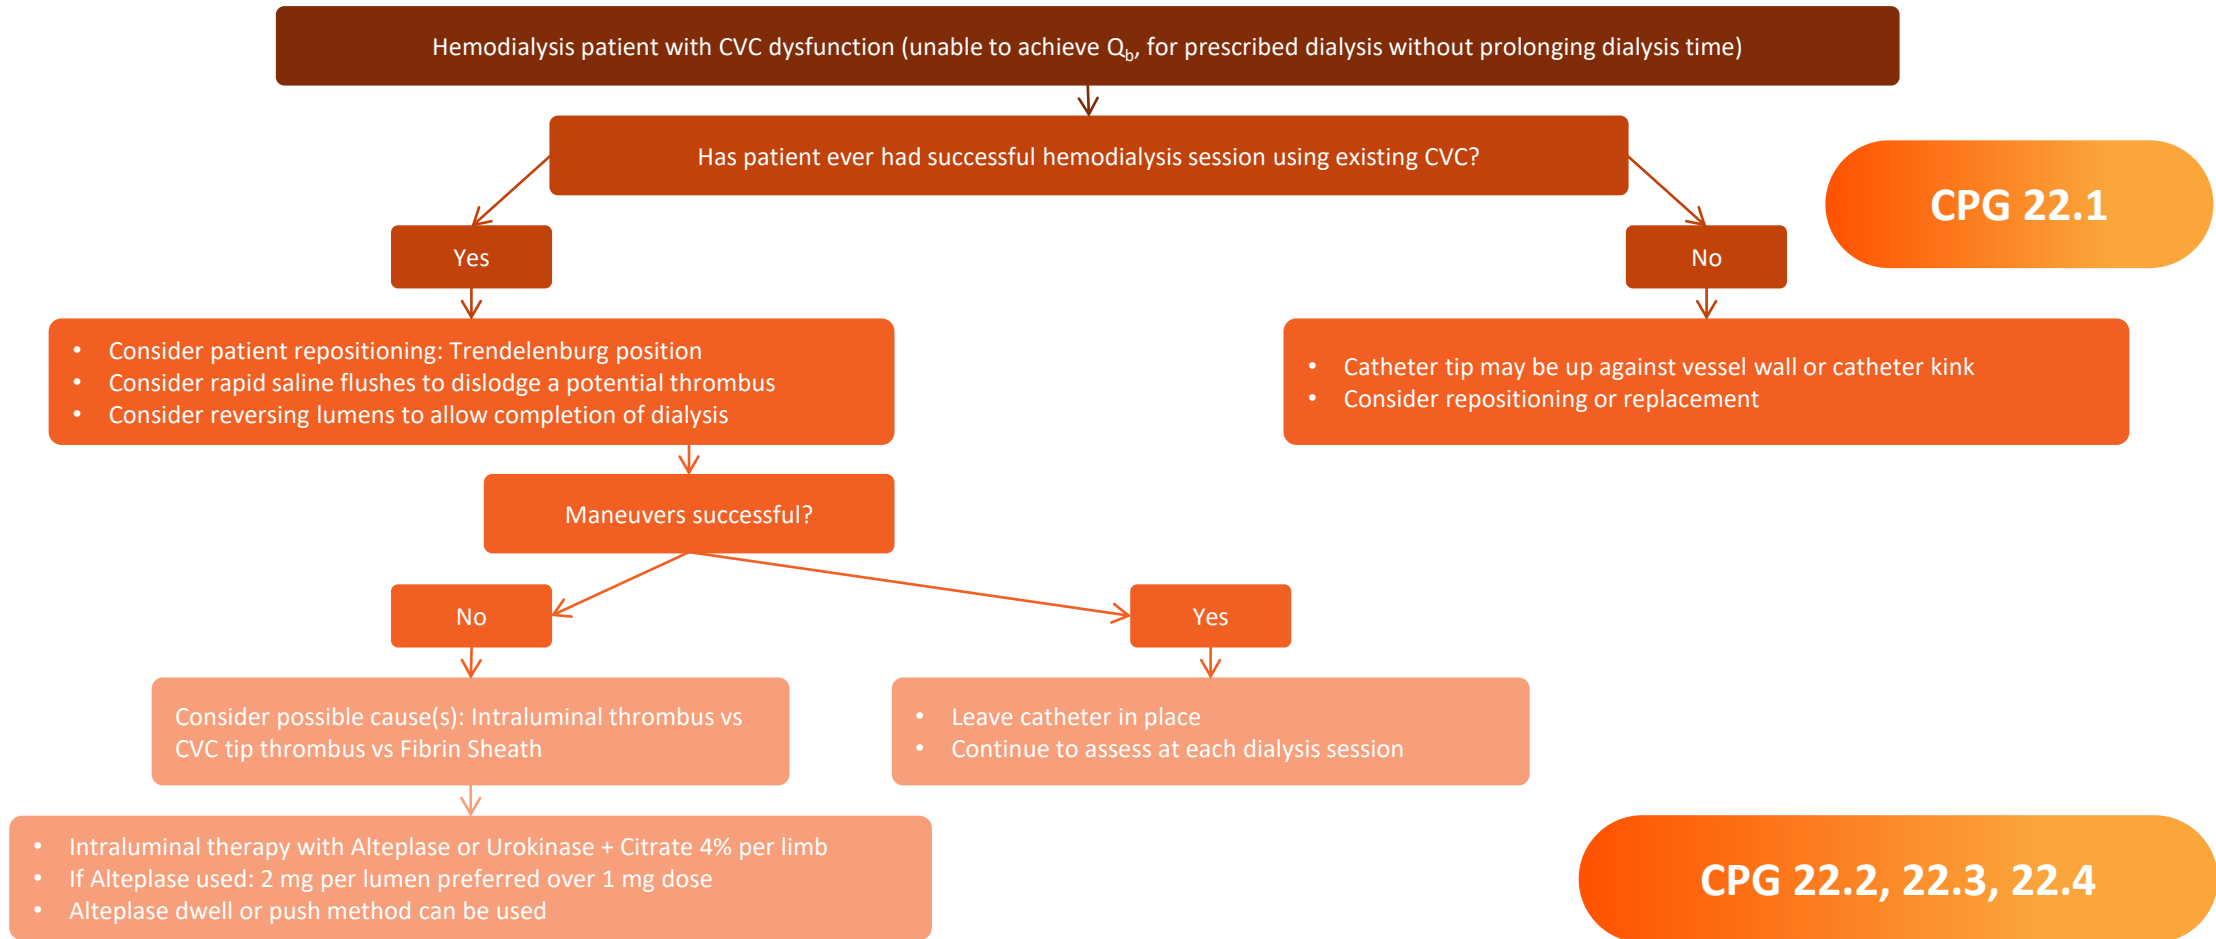 Hemodialysis patient with CVC dysfunction (unable to achieve Qb, for prescribed dialysis without prolonging dialysis time)
Has patient ever had successful hemodialysis session using existing CVC?
CPG 22.1
Yes
No
• Consider patient repositioning: Trendelenburg position
• Consider rapid saline flushes to dislodge a potential thrombus
• Consider reversing lumens to allow completion of dialysis
• Catheter tip may be up against vessel wall or catheter kink
• Consider repositioning or replacement
Maneuvers successful?
No
Yes
Consider possible cause(s): Intraluminal thrombus vs
CVC tip thrombus vs Fibrin Sheath
• Leave catheter in place
• Continue to assess at each dialysis session
• Intraluminal therapy with Alteplase or Urokinase + Citrate 4% per limb
• If Alteplase used: 2 mg per lumen preferred over 1 mg dose
• Alteplase dwell or push method can be used
CPG 22.2, 22.3, 22.4